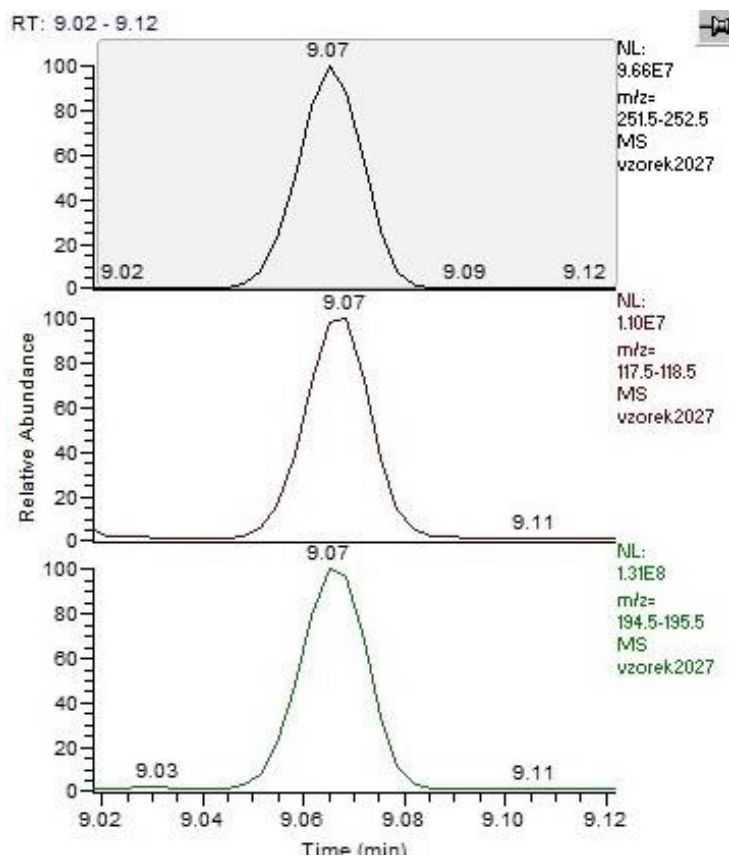 RT: 9.02 - 9.12
9.07
100
80
60
40
20
0
9.02
9.09
9.12
NL:
9.66E7
m/z=
251.5-252.5
MS
vzorek2027
9.07
100
80
60
40
20
0
9.11
NL:
1.10E7
m/z=
117.5-118.5
MS
vzorek2027
Relative Abundance
9.07
100
80
60
40
20
0
9.03
9.11
NL:
1.31E8
m/z=
194.5-195.5
MS
vzorek2027
9.02 9.04 9.06 9.08 9.10 9.12
Time (min)